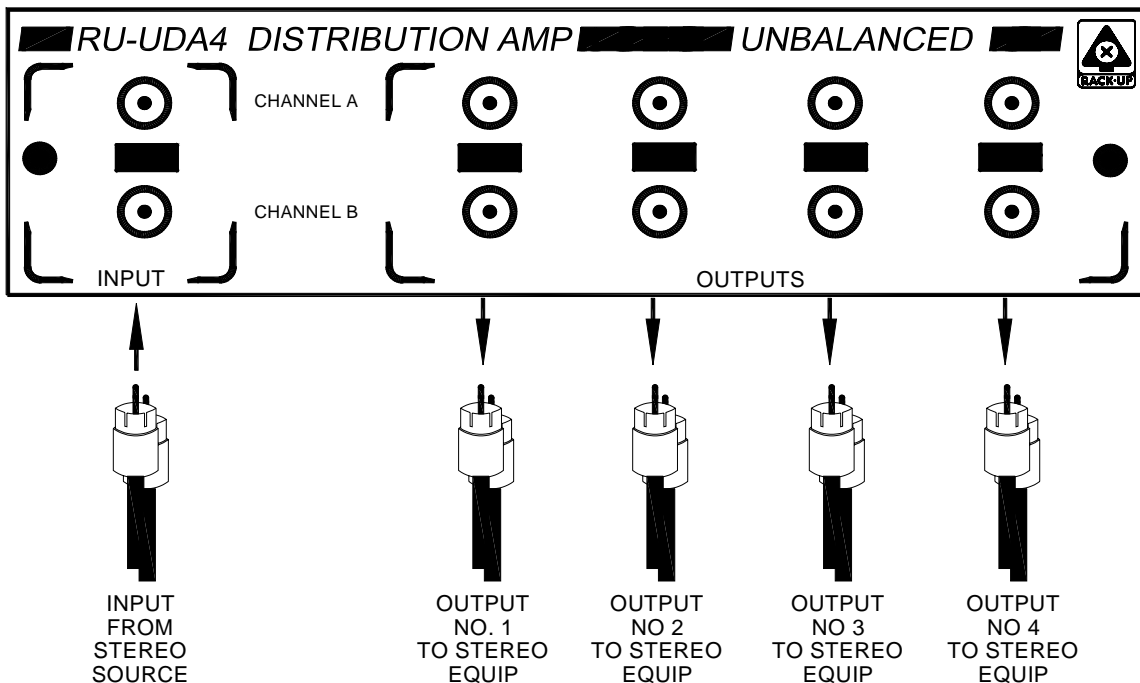 RU-UDA4 DISTRIBUTION AMP UNBALANCED
RACK-UP
CHANNEL A
CHANNEL B
INPUT
OUTPUTS
INPUT
FROM
STEREO
SOURCE
OUTPUT
NO. 1
TO STEREO
EQUIP
OUTPUT
NO 2
TO STEREO
EQUIP
OUTPUT
NO 3
TO STEREO
EQUIP
OUTPUT
NO 4
TO STEREO
EQUIP